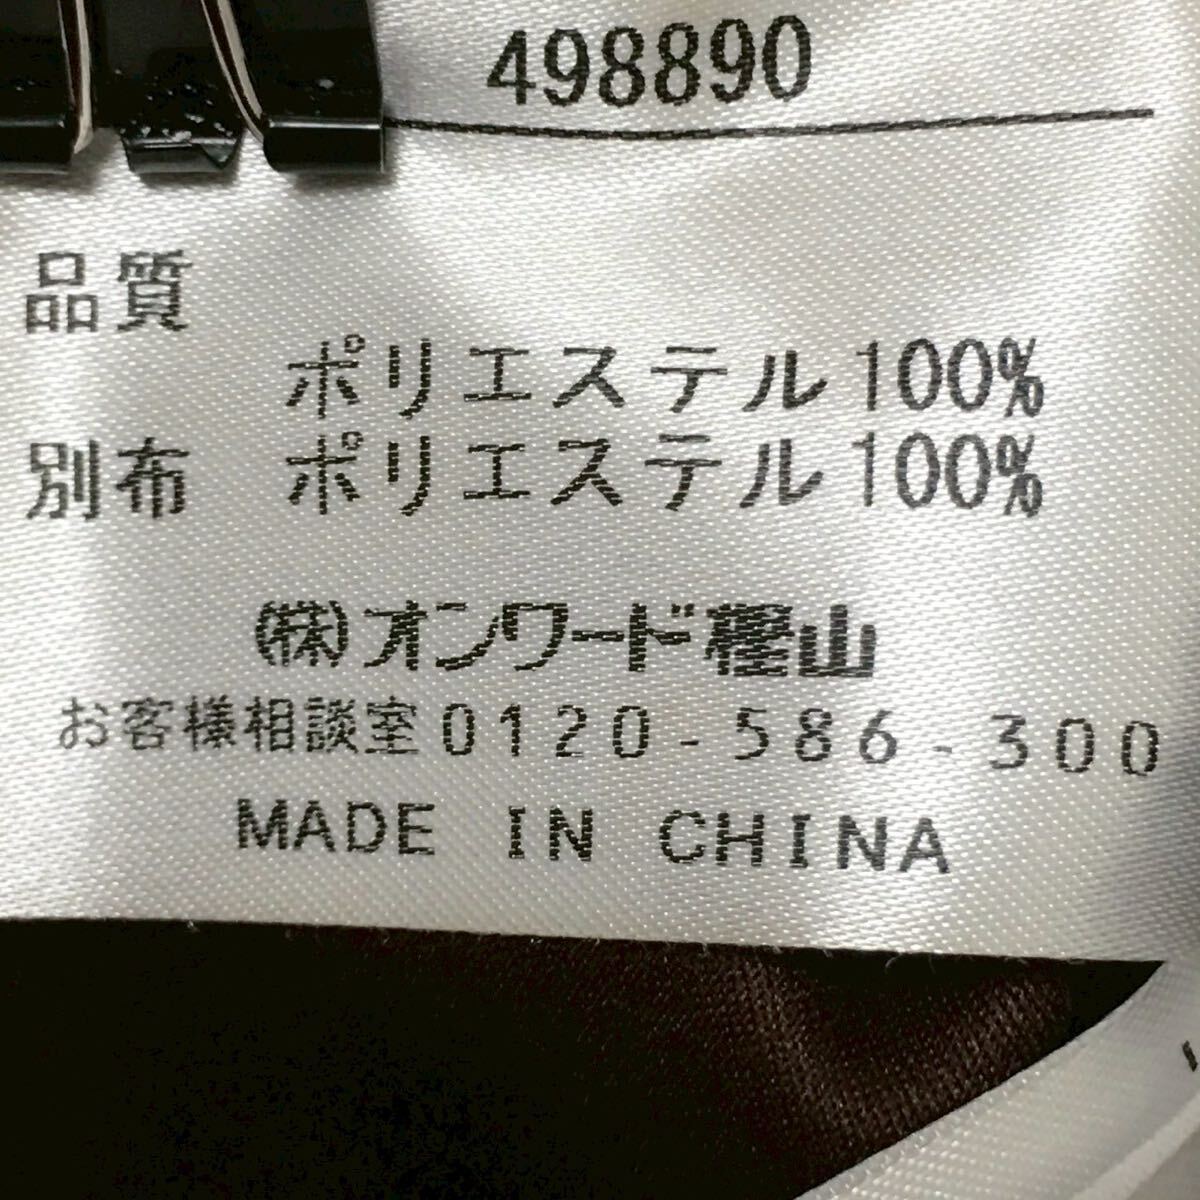 498890
品質
ポリエステル100%
別布 ポリエステル100%
㈱オンワード樫山
お客様相談室0120-586-300
MADE IN CHINA